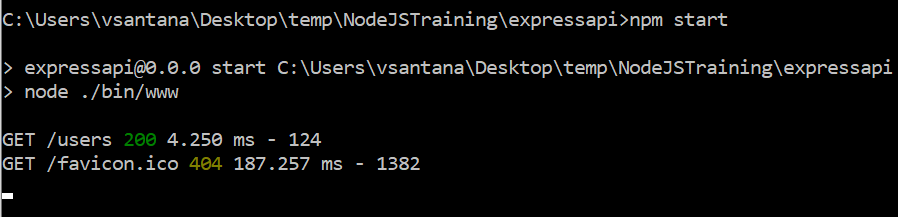 C:\Users\vsantana\Desktop\temp\NodeJSTraining\expressapi>npm start
> expressapi@0.0.0 start C:\Users\vsantana\Desktop\temp\NodeJSTraining\expressapi
> node ./bin/www
GET /users 200 4.250 ms - 124
GET /favicon.ico 404 187.257 ms - 1382